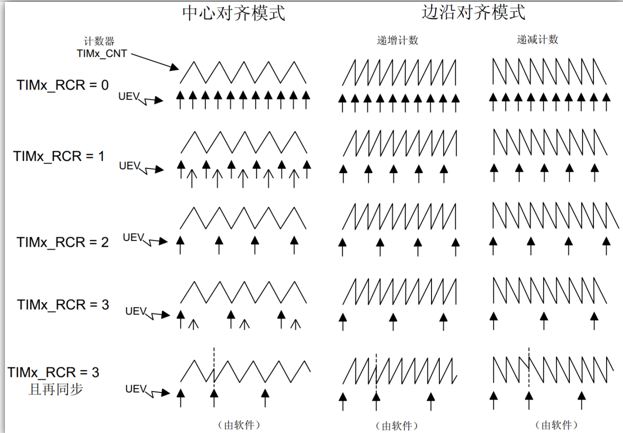 中心对齐模式
边沿对齐模式
计数器
TIMx_CNT
递增计数
递减计数
TIMx_RCR = 0
UEV
TIMx_RCR = 1
UEV
TIMx_RCR = 2
UEV
TIMx_RCR = 3
UEV
TIMx_RCR = 3
且再同步
UEV
（由软件）
（由软件）
（由软件）